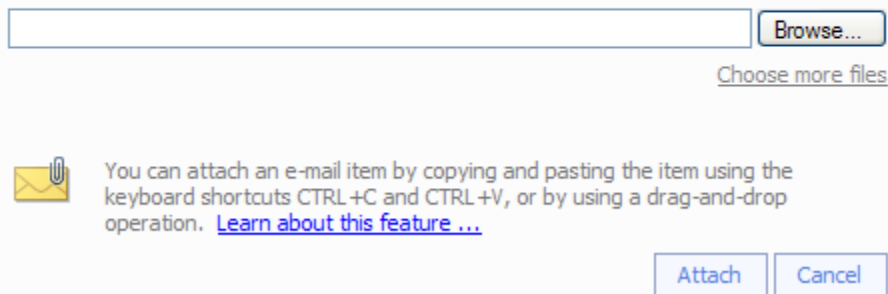 Browse...
Choose more files
You can attach an e-mail item by copying and pasting the item using the
keyboard shortcuts CTRL+C and CTRL+V, or by using a drag-and-drop
operation. Learn about this feature ...
Attach Cancel